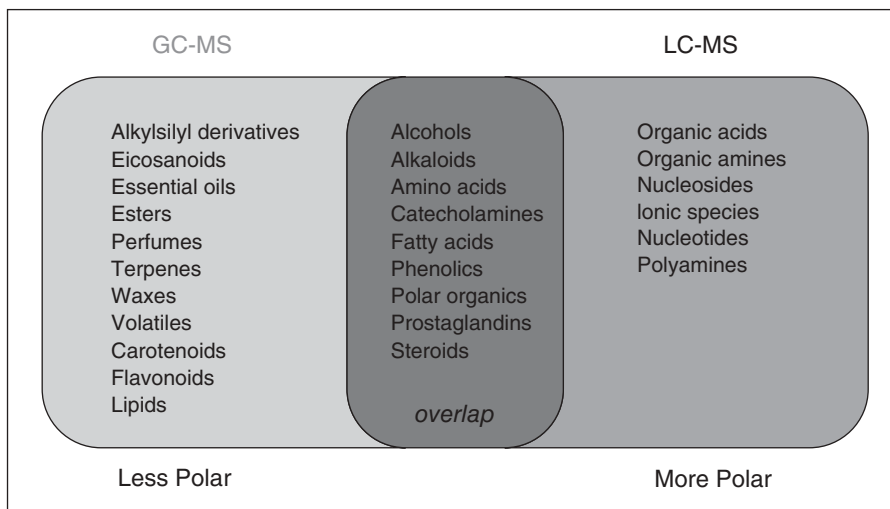 GC-MS
LC-MS
Alkylsilyl derivatives
Eicosanoids
Essential oils
Esters
Perfumes
Terpenes
Waxes
Volatiles
Carotenoids
Flavonoids
Lipids
Alcohols
Alkaloids
Amino acids
Catecholamines
Fatty acids
Phenolics
Polar organics
Prostaglandins
Steroids
overlap
Organic acids
Organic amines
Nucleosides
Ionic species
Nucleotides
Polyamines
Less Polar
More Polar